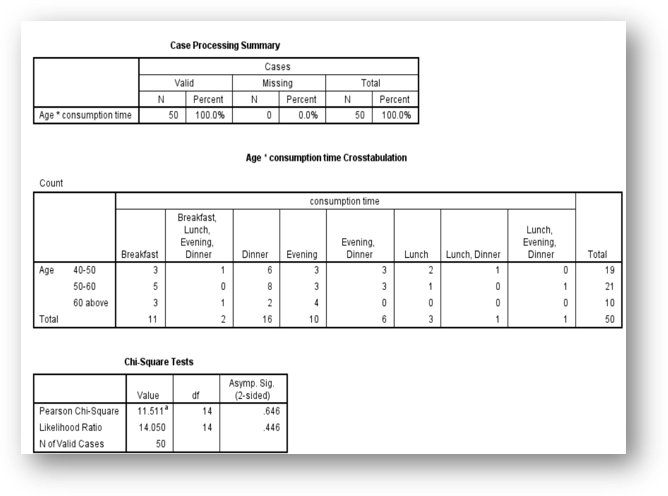 Case Processing Summary
Cases
Valid Missing Total
N Percent N Percent N Percent
Age * consumption time 50 100.0% 0 0.0% 50 100.0%
Age * consumption time Crosstabulation
Count
consumption time
Breakfast Breakfast, Lunch, Evening, Dinner Dinner Evening Evening, Dinner Lunch Lunch, Dinner Lunch, Evening, Dinner Total
Age 40-50 3 1 6 3 3 2 1 0 19
50-60 5 0 8 3 3 1 0 1 21
60 above 3 1 2 4 0 0 0 0 10
Total 11 2 16 10 6 3 1 1 50
Chi-Square Tests
Value df Asymp. Sig. (2-sided)
Pearson Chi-Square 11.511ª 14 .646
Likelihood Ratio 14.050 14 .446
N of Valid Cases 50